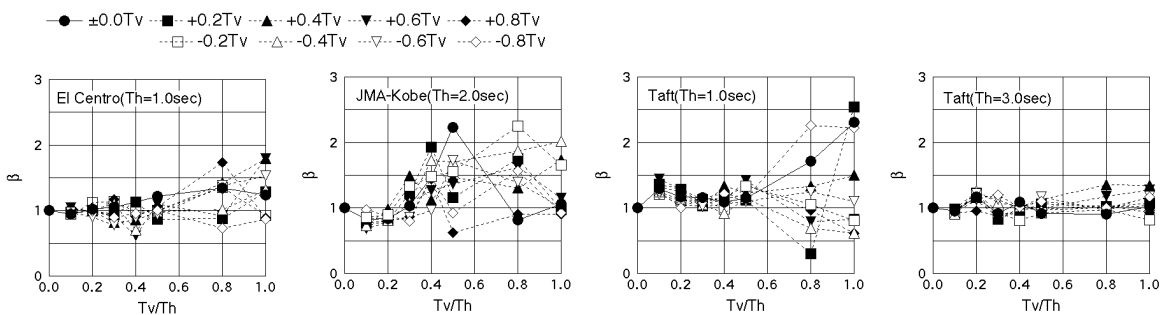 ±0.0Tv +0.2Tv +0.4Tv +0.6Tv +0.8Tv
-0.2Tv -0.4Tv -0.6Tv -0.8Tv
El Centro(Th=1.0sec)
3
2
1
0
β
0.0 0.2 0.4 0.6 0.8 1.0
Tv/Th
JMA-Kobe(Th=2.0sec)
3
2
1
0
β
0.0 0.2 0.4 0.6 0.8 1.0
Tv/Th
Taft(Th=1.0sec)
3
2
1
0
β
0.0 0.2 0.4 0.6 0.8 1.0
Tv/Th
Taft(Th=3.0sec)
3
2
1
0
β
0.0 0.2 0.4 0.6 0.8 1.0
Tv/Th